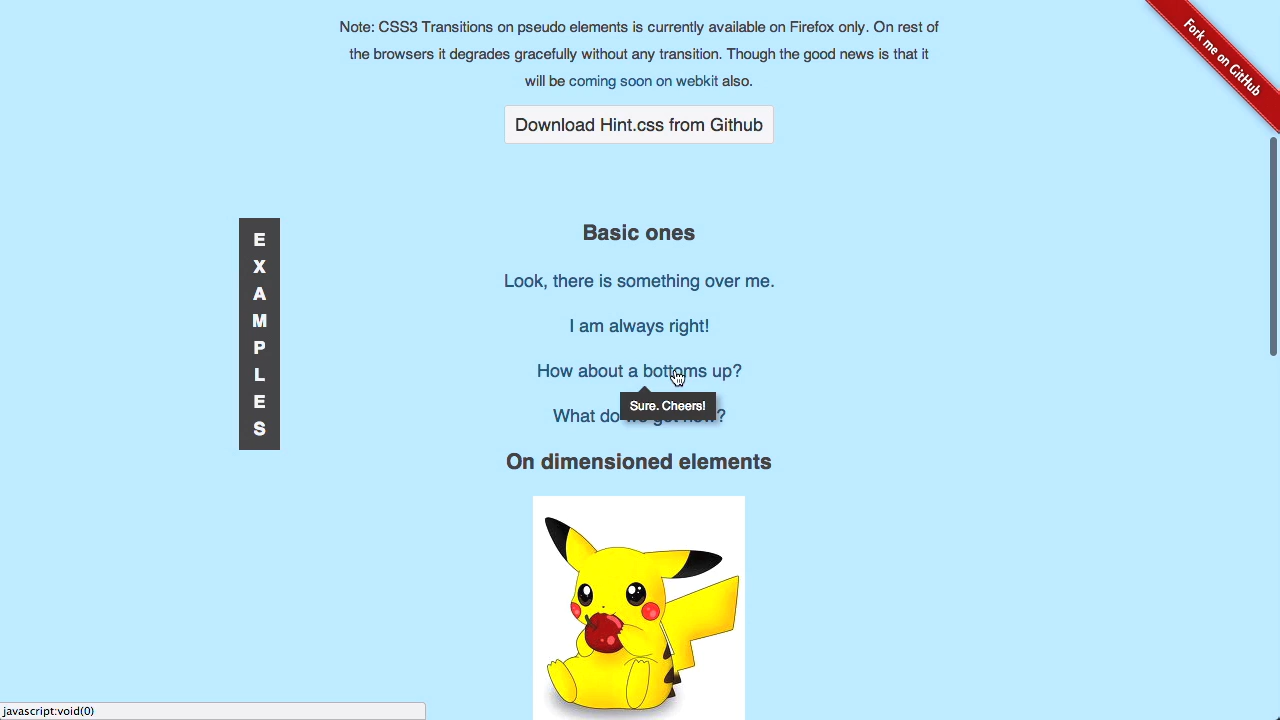 Note: CSS3 Transitions on pseudo elements is currently available on Firefox only. On rest of
the browsers it degrades gracefully without any transition. Though the good news is that it
will be coming soon on webkit also.
Fork me on GitHub
Download Hint.css from Github
EXAMPLES
Basic ones
Look, there is something over me.
I am always right!
How about a bottoms up?
Sure. Cheers!
What do ?
On dimensioned elements
javascript:void(0)